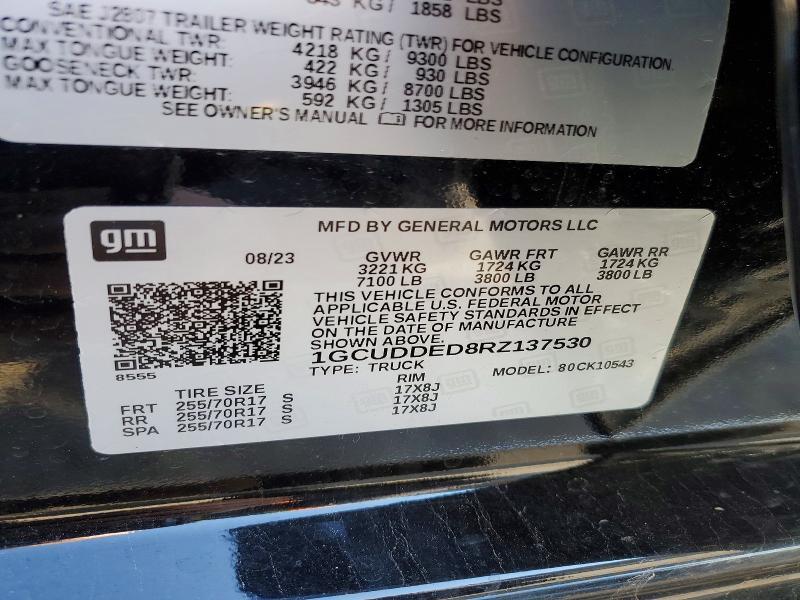 KG/ 1858 LBS
SAE J2807 TRAILER WEIGHT RATING (TWR) FOR VEHICLE CONFIGURATION.
CONVENTIONAL TWR: 4218 KG/ 9300 LBS
MAX TONGUE WEIGHT: 422 KG/ 930 LBS
GOOSENECK TWR: 3946 KG/ 8700 LBS
MAX TONGUE WEIGHT: 592 KG/ 1305 LBS
SEE OWNER'S MANUAL FOR MORE INFORMATION
gm
MFD BY GENERAL MOTORS LLC
08/23 GVWR GAWR FRT GAWR RR
3221 KG 1724 KG 1724 KG
7100 LB 3800 LB 3800 LB
THIS VEHICLE CONFORMS TO ALL
APPLICABLE U.S. FEDERAL MOTOR
VEHICLE SAFETY STANDARDS IN EFFECT
ON THE DATE OF MANUFACTURE
SHOWN ABOVE.
1GCUDDED8RZ137530
8555
TYPE: TRUCK MODEL: 80CK10543
TIRE SIZE RIM
FRT 255/70R17 S 17X8J
RR 255/70R17 S 17X8J
SPA 255/70R17 S 17X8J